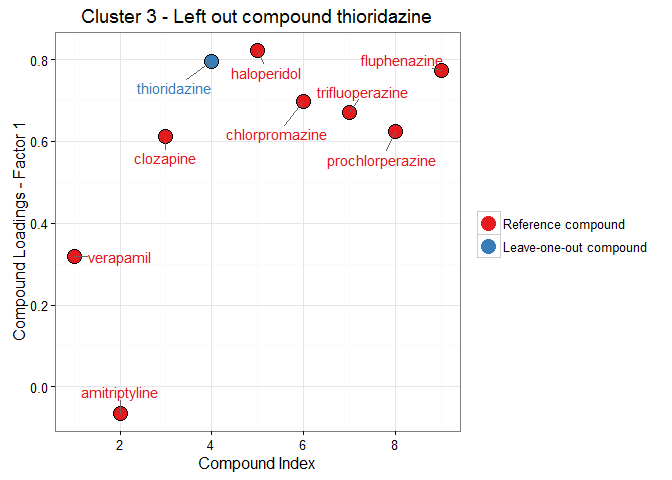 Cluster 3 - Left out compound thioridazine
0.8
0.6
0.4
0.2
0.0
Compound Loadings - Factor 1
fluphenazine
haloperidol
thioridazine
trifluoperazine
chlorpromazine
clozapine
prochlorperazine
verapamil
amitriptyline
2
4
6
8
Compound Index
Reference compound
Leave-one-out compound